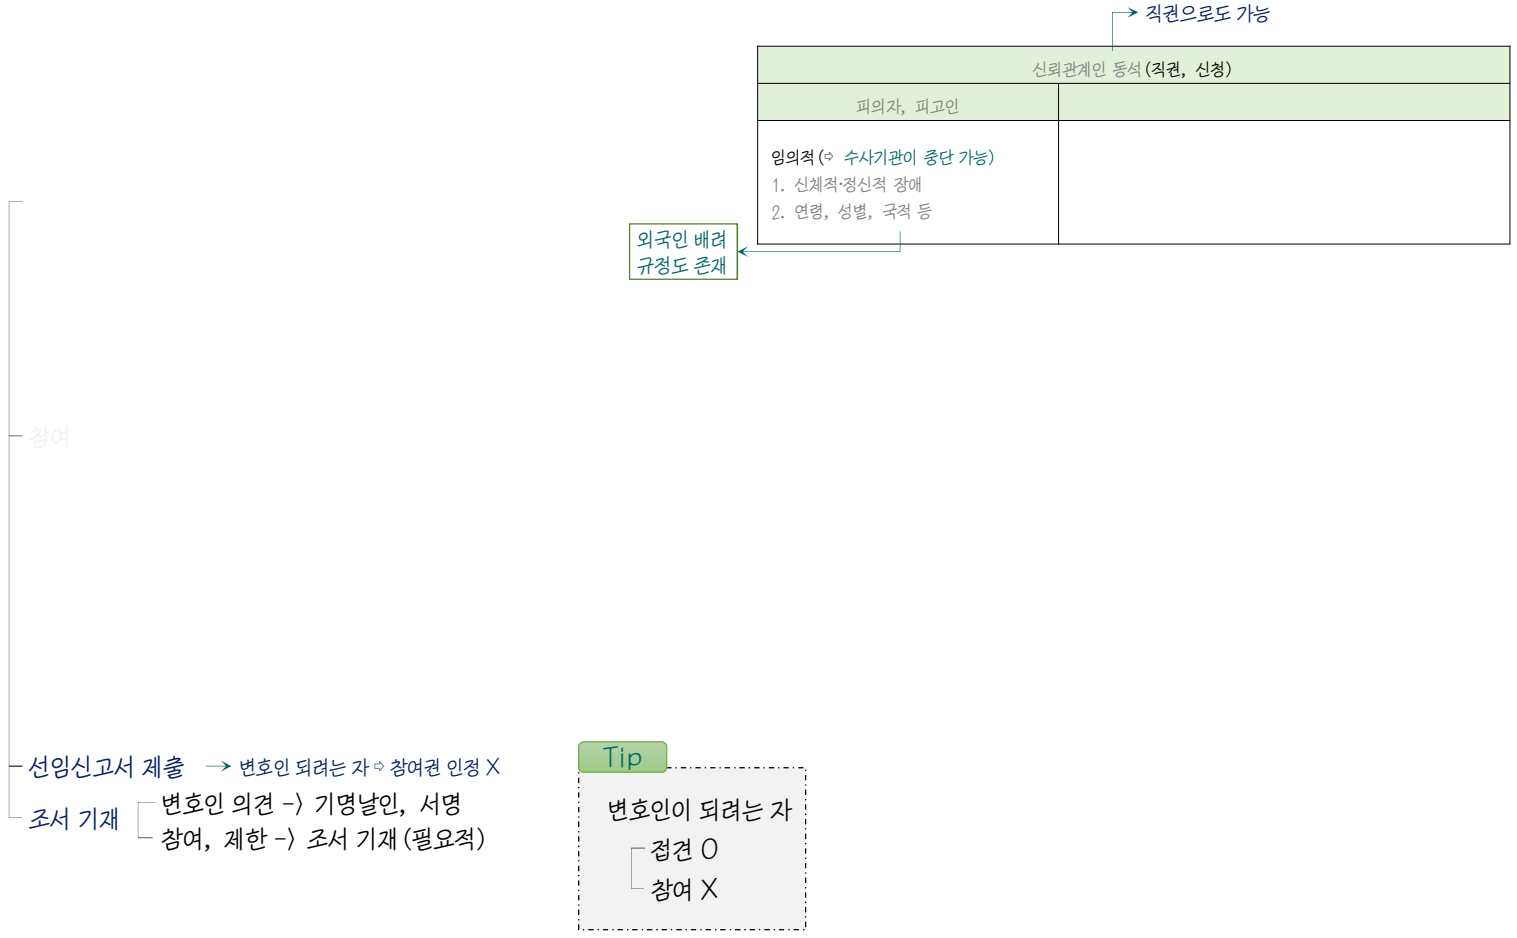 직권으로도 가능
신뢰관계인 동석(직권, 신청)
피의자, 피고인
임의적(⇨ 수사기관이 중단 가능)
1. 신체적·정신적 장애
2. 연령, 성별, 국적 등
외국인 배려
규정도 존재
참여
선임신고서 제출 → 변호인 되려는 자 ⇨ 참여권 인정 X
조서 기재
변호인 의견 -> 기명날인, 서명
참여, 제한 -> 조서 기재(필요적)
Tip
변호인이 되려는 자
접견 O
참여 X